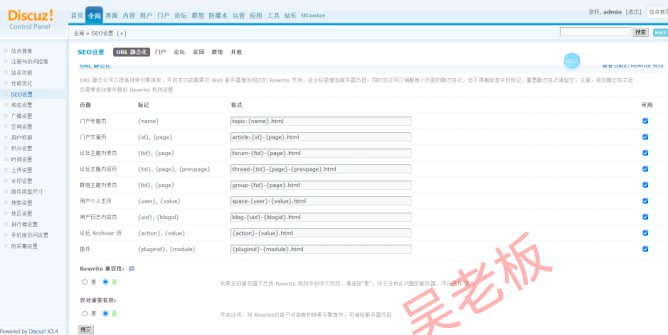 Discuz!
Control Panel
首页 全局 界面 内容 用户 门户 论坛 群组 防灌水 运营 应用 工具 站长 UCenter
您好, admin [退出]
全局 » SEO设置 [+]
搜索
MAP
站点信息
注册与访问控制
站点功能
性能优化
SEO设置
域名设置
广播设置
空间设置
用户权限
积分设置
时间设置
上传设置
水印设置
附件类型尺寸
搜索设置
地区设置
排行榜设置
手机版访问设置
防采集设置
SEO设置 URL 静态化 门户 论坛 家园 群组 其他
URL 静态化
页面 标记 格式 可用
门户专题页 {name} topic-{name}.html
门户文章页 {id}, {page} article-{id}-{page}.html
论坛主题列表页 {fid}, {page} forum-{fid}-{page}.html
论坛主题内容页 {tid}, {page}, {prevpage} thread-{tid}-{page}-{prevpage}.html
群组主题列表页 {fid}, {page} group-{fid}-{page}.html
用户个人主页 {user}, {value} space-{user}-{value}.html
用户日志内容页 {uid}, {blogid} blog-{uid}-{blogid}.html
论坛 Archiver 页 {action}, {value} {action}-{value}.html
插件 {pluginid}, {module} {pluginid}-{module}.html
Rewrite 兼容性:
是 否
仅对游客有效:
是 否
提交
吴老板
Powered by Discuz! X3.4